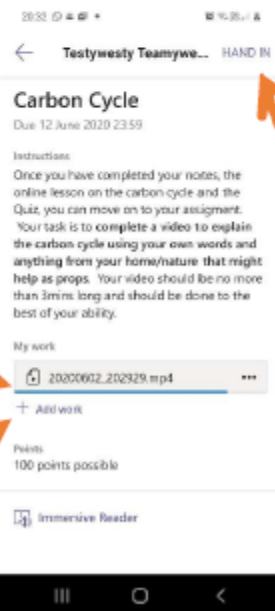 20:32
Testywesty Teamywe... HAND IN
Carbon Cycle
Due 12 June 2020 23:59
Instructions
Once you have completed your notes, the
online lesson on the carbon cycle and the
Quiz, you can move on to your assigment.
Your task is to complete a video to explain
the carbon cycle using your own words and
anything from your home/nature that might
help as props. Your video should be no more
than 3mins long and should be done to the
best of your ability.
My work
20200602_202929.mp4
+ Add work
Points
100 points possible
Immersive Reader